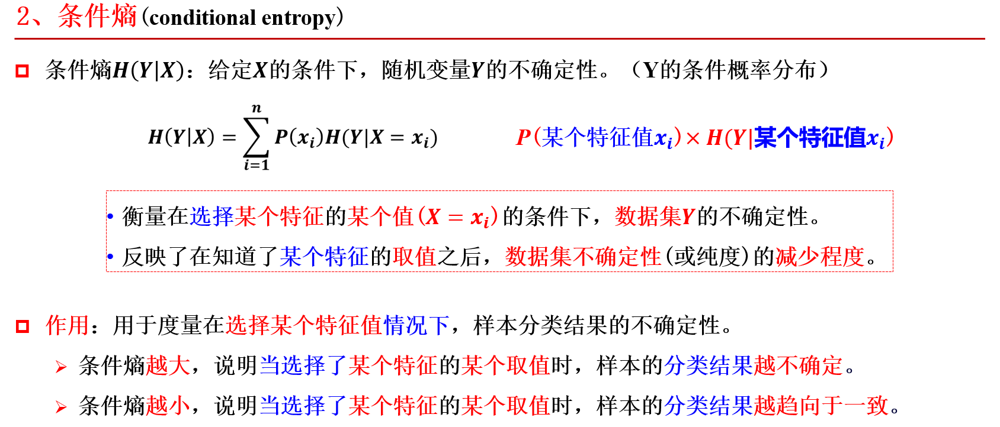 2、条件熵(conditional entropy)
条件熵H(Y|X)：给定X的条件下，随机变量Y的不确定性。（Y的条件概率分布）
H(Y|X) = ∑_{i=1}^{n} P(x_i)H(Y|X = x_i) P(某个特征值x_i)× H(Y|某个特征值x_i)
• 衡量在选择某个特征的某个值(X = x_i)的条件下，数据集Y的不确定性。
• 反映了在知道了某个特征的取值之后，数据集不确定性(或纯度)的减少程度。
作用：用于度量在选择某个特征值情况下，样本分类结果的不确定性。
➢ 条件熵越大，说明当选择了某个特征的某个取值时，样本的分类结果越不确定。
➢ 条件熵越小，说明当选择了某个特征的某个取值时，样本的分类结果越趋向于一致。